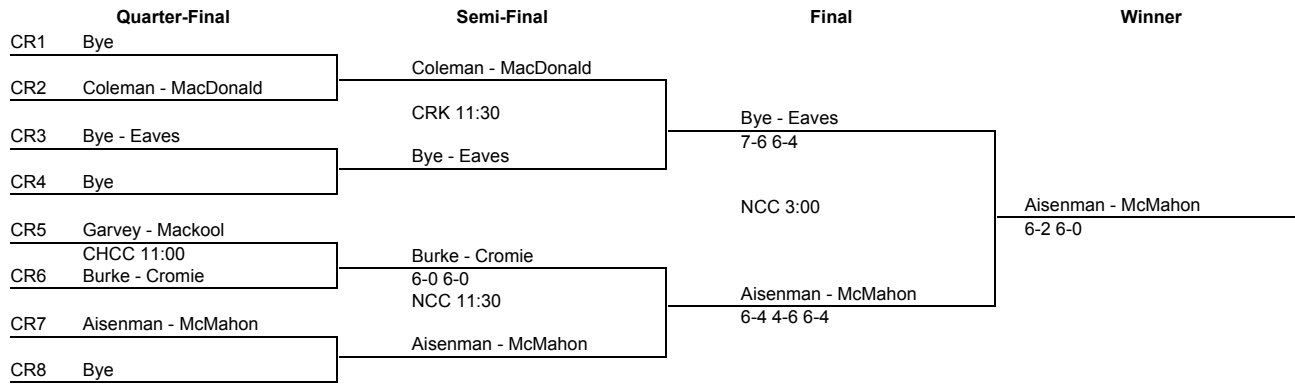 Quarter-Final Semi-Final Final Winner
CR1 Bye
Coleman - MacDonald
CR2 Coleman - MacDonald
CRK 11:30
Bye - Eaves
CR3 Bye - Eaves
7-6 6-4
Bye - Eaves
CR4 Bye
NCC 3:00
Aisenman - McMahon
CR5 Garvey - Mackool
6-2 6-0
CHCC 11:00
Burke - Cromie
CR6 Burke - Cromie
6-0 6-0
NCC 11:30
Aisenman - McMahon
CR7 Aisenman - McMahon
6-4 4-6 6-4
Aisenman - McMahon
CR8 Bye